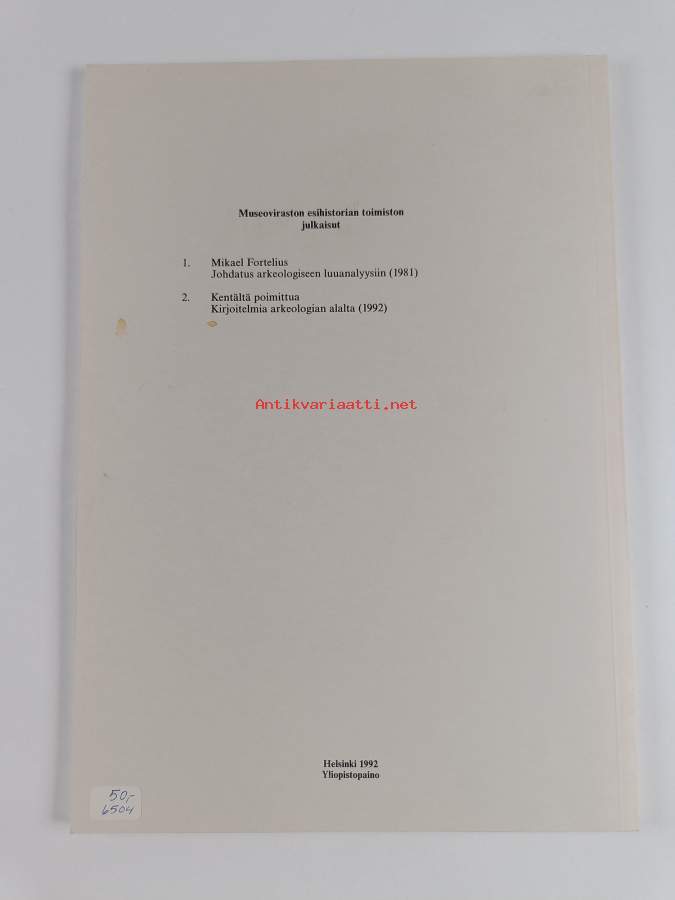 Museoviraston esihistorian toimiston
julkaisut
1. Mikael Fortelius
Johdatus arkeologiseen luuanalyysiin (1981)
2. Kentältä poimittua
Kirjoitelmia arkeologian alalta (1992)
Antikvariaatti.net
Helsinki 1992
Yliopistopaino
50,-
6504